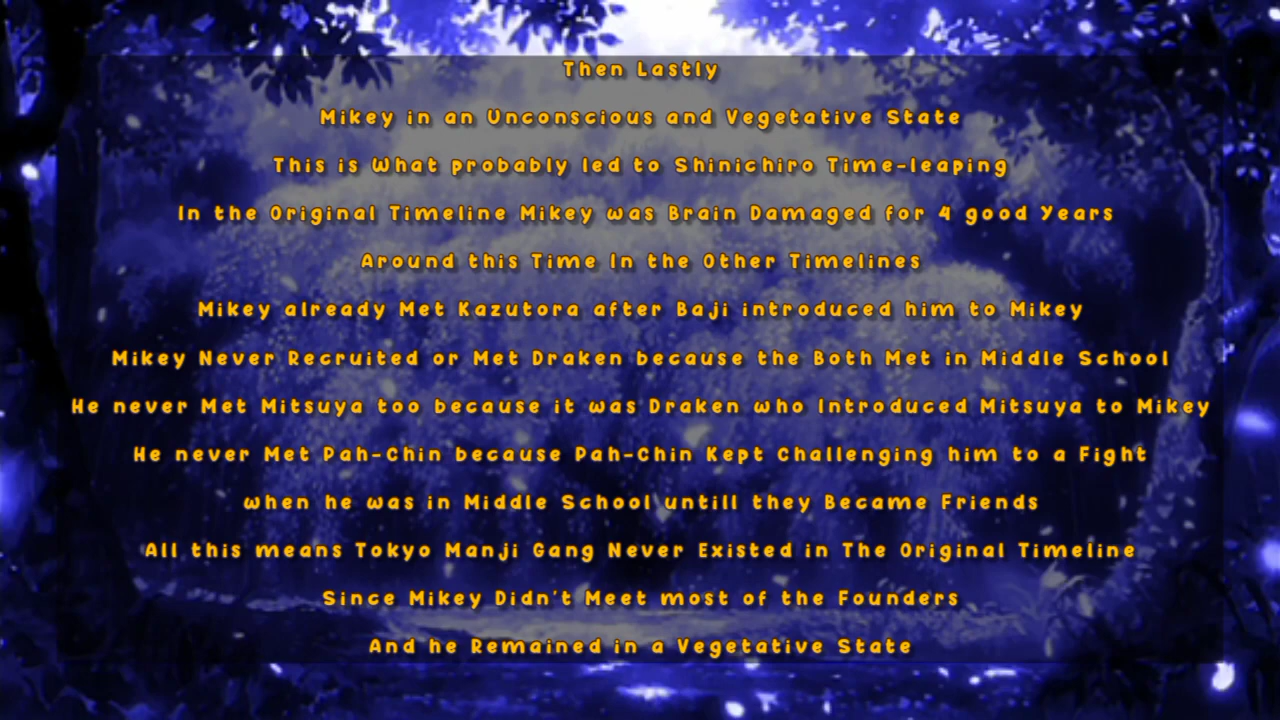 Then Lastly
Mikey in an Unconscious and Vegetative State
This is What probably led to Shinichiro Time-leaping
In the Original Timeline Mikey was Brain Damaged for 4 good Years
Around this Time In the Other Timelines
Mikey already Met Kazutora after Baji introduced him to Mikey
Mikey Never Recruited or Met Draken because the Both Met in Middle School
He never Met Mitsuya too because it was Draken who Introduced Mitsuya to Mikey
He never Met Pah-Chin because Pah-Chin Kept Challenging him to a Fight
when he was in Middle School untill they Became Friends
All this means Tokyo Manji Gang Never Existed in The Original Timeline
Since Mikey Didn't Meet most of the Founders
And he Remained in a Vegetative State